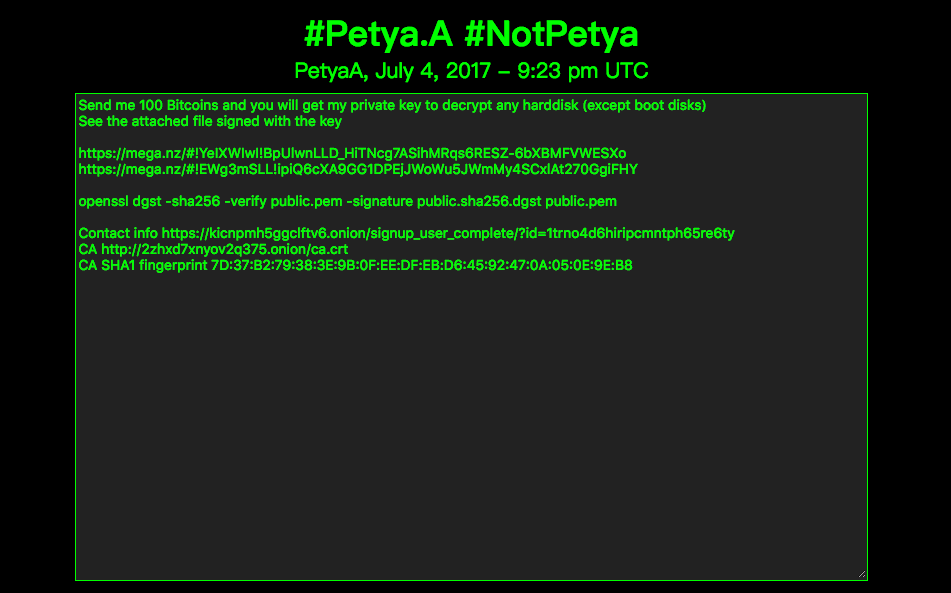 #Petya.A #NotPetya
PetyaA, July 4, 2017 – 9:23 pm UTC
Send me 100 Bitcoins and you will get my private key to decrypt any harddisk (except boot disks)
See the attached file signed with the key
https://mega.nz/#!YeIXWIwI!BpUlwnLLD_HiTNcg7ASihMRqs6RESZ-6bXBMFVWESXo
https://mega.nz/#!EWg3mSLL!ipiQ6cXA9GG1DPEjJWoWu5JWmMy4SCxlAt270GgiFHY
openssl dgst -sha256 -verify public.pem -signature public.sha256.dgst public.pem
Contact info https://kicnpmh5ggclftv6.onion/signup_user_complete/?id=1trno4d6hiripcmntph65re6ty
CA http://2zhxd7xnyov2q375.onion/ca.crt
CA SHA1 fingerprint 7D:37:B2:79:38:3E:9B:0F:EE:DF:EB:D6:45:92:47:0A:05:0E:9E:B8